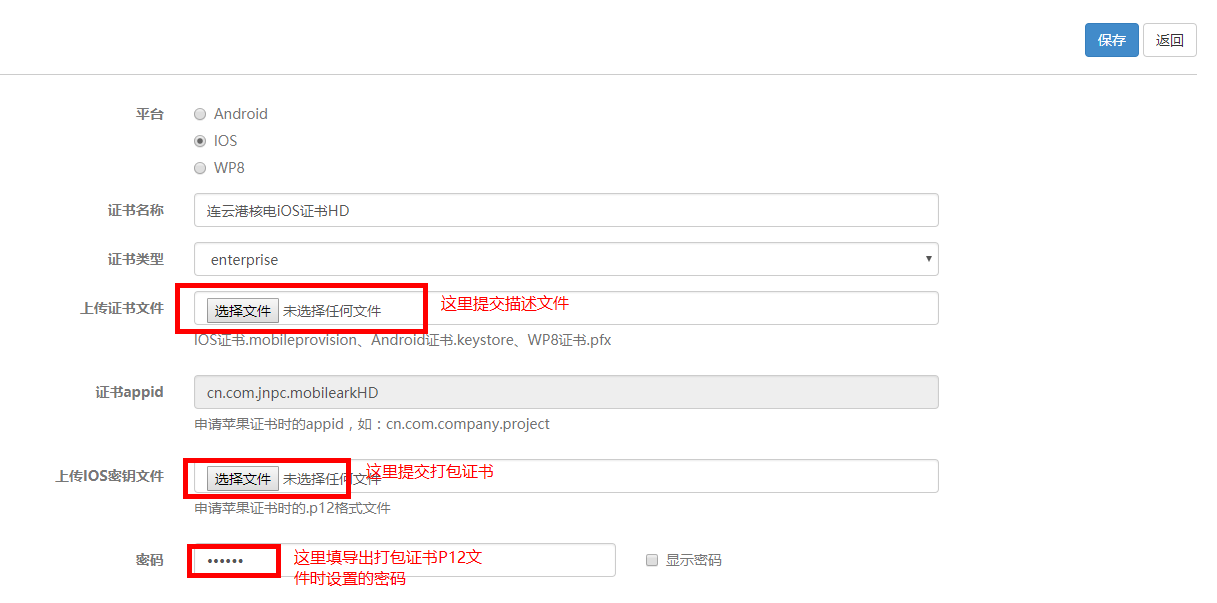 保存 返回
平台 Android
IOS
WP8
证书名称 连云港核电iOS证书HD
证书类型 enterprise
上传证书文件 选择文件 未选择任何文件 这里提交描述文件
IOS证书.mobileprovision、Android证书.keystore、WP8证书.pfx
证书appid cn.com.jnpc.mobilearkHD
申请苹果证书时的appid，如：cn.com.company.project
上传IOS密钥文件 选择文件 未选择任何文件 这里提交打包证书
申请苹果证书时的.p12格式文件
密码 •••••• 这里填导出打包证书P12文 显示密码
件时设置的密码